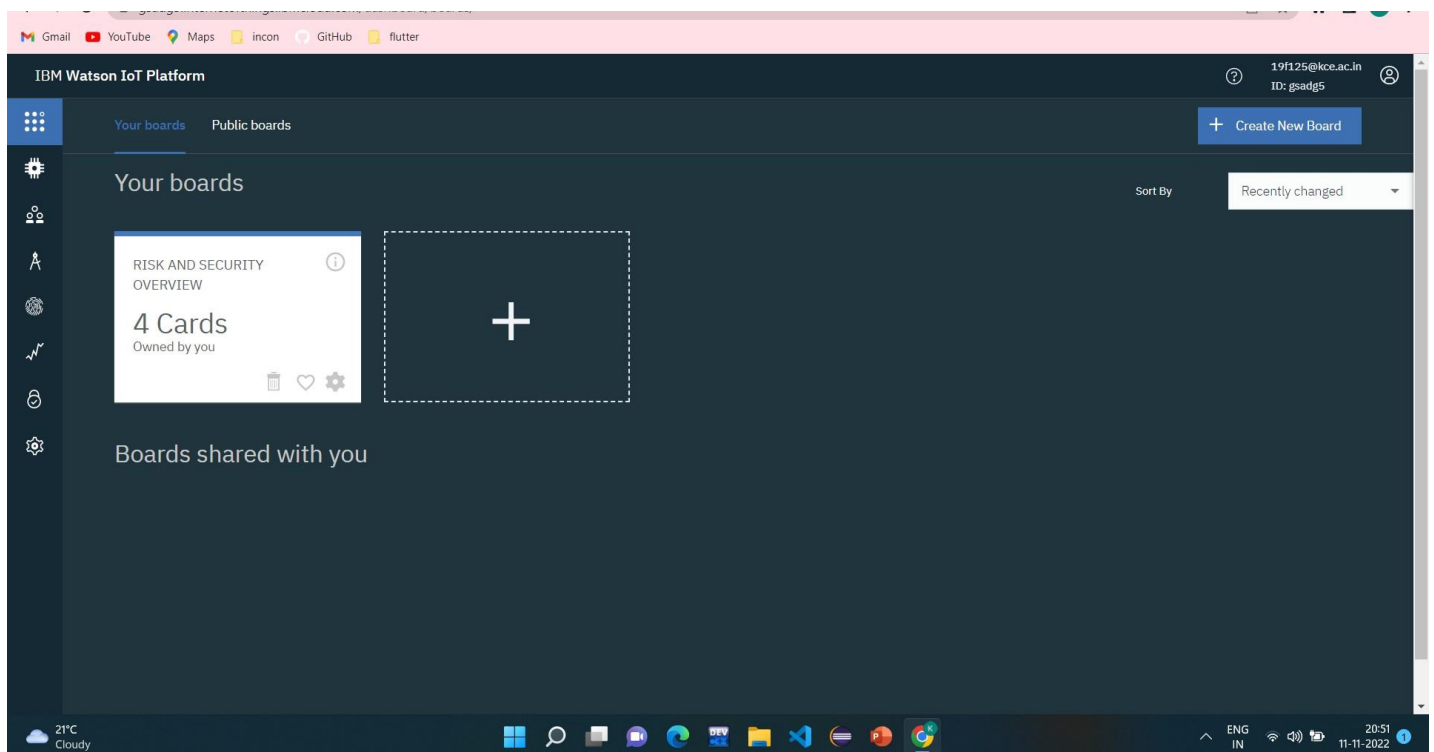 Gmail YouTube Maps incon GitHub flutter
IBM Watson IoT Platform
19f125@kce.ac.in
ID: gsadg5
Your boards Public boards
+ Create New Board
Your boards
Sort By
Recently changed
RISK AND SECURITY
OVERVIEW
4 Cards
Owned by you
Boards shared with you
21°C
Cloudy
DEV
ENG
IN
20:51
11-11-2022
1